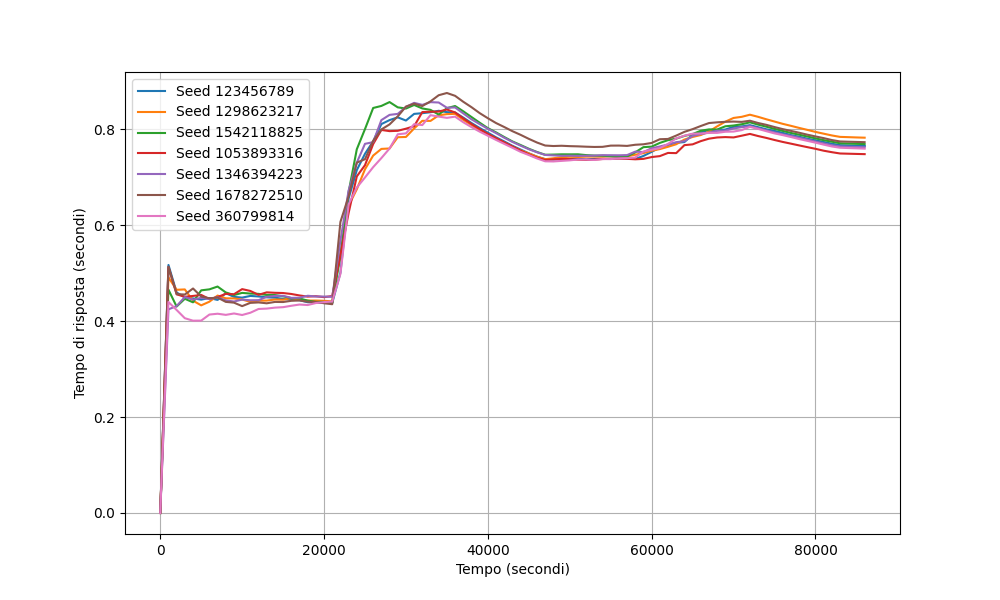 Seed 123456789
Seed 1298623217
Seed 1542118825
Seed 1053893316
Seed 1346394223
Seed 1678272510
Seed 360799814
Tempo di risposta (secondi)
0.8
0.6
0.4
0.2
0.0
0 20000 40000 60000 80000
Tempo (secondi)